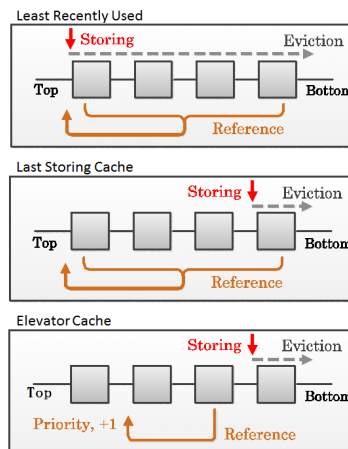 Least Recently Used
Storing
Eviction
Top
Bottom
Reference
Last Storing Cache
Storing
Eviction
Top
Bottom
Reference
Elevator Cache
Storing
Eviction
Top
Bottom
Priority, +1
Reference